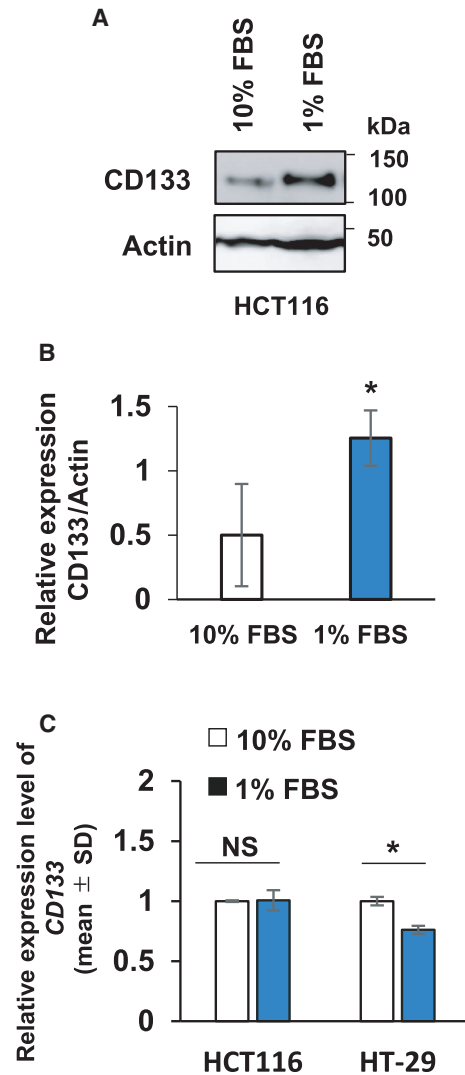 A
10% FBS
1% FBS
kDa
CD133
150
100
Actin
50
HCT116
B
Relative expression
CD133/Actin
1.5
1
0.5
0
*
10% FBS
1% FBS
C
Relative expression level of
CD133
(mean ± SD)
10% FBS
1% FBS
2
1.5
1
0.5
0
NS
*
HCT116
HT-29